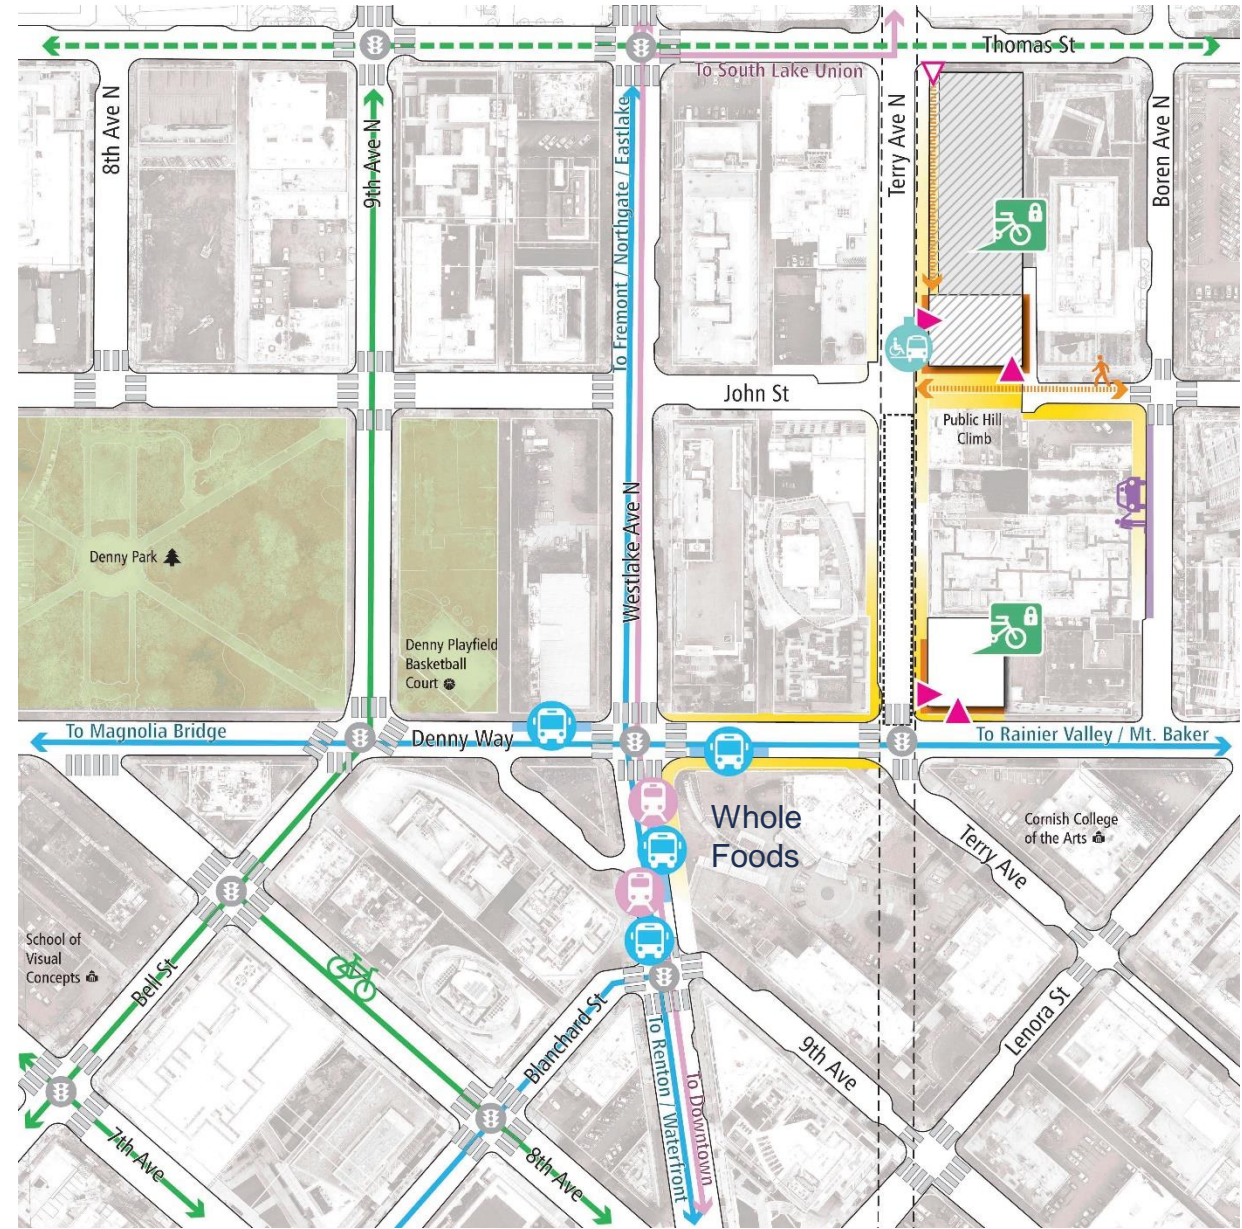 Thomas St
To South Lake Union
8th Ave N
9th Ave N
To Fremont / Northgate / Eastlake
Terry Ave N
Boren Ave N
John St
Public Hill
Climb
Westlake Ave N
Denny Park
Denny Playfield
Basketball
Court
To Magnolia Bridge
Denny Way
To Rainier Valley / Mt. Baker
Whole
Foods
Cornish College
of the Arts
Terry Ave
School of
Visual
Concepts
Bell St
Blanchard St
Lenora St
9th Ave
To Renton / Waterfront
To Downtown
7th Ave
8th Ave